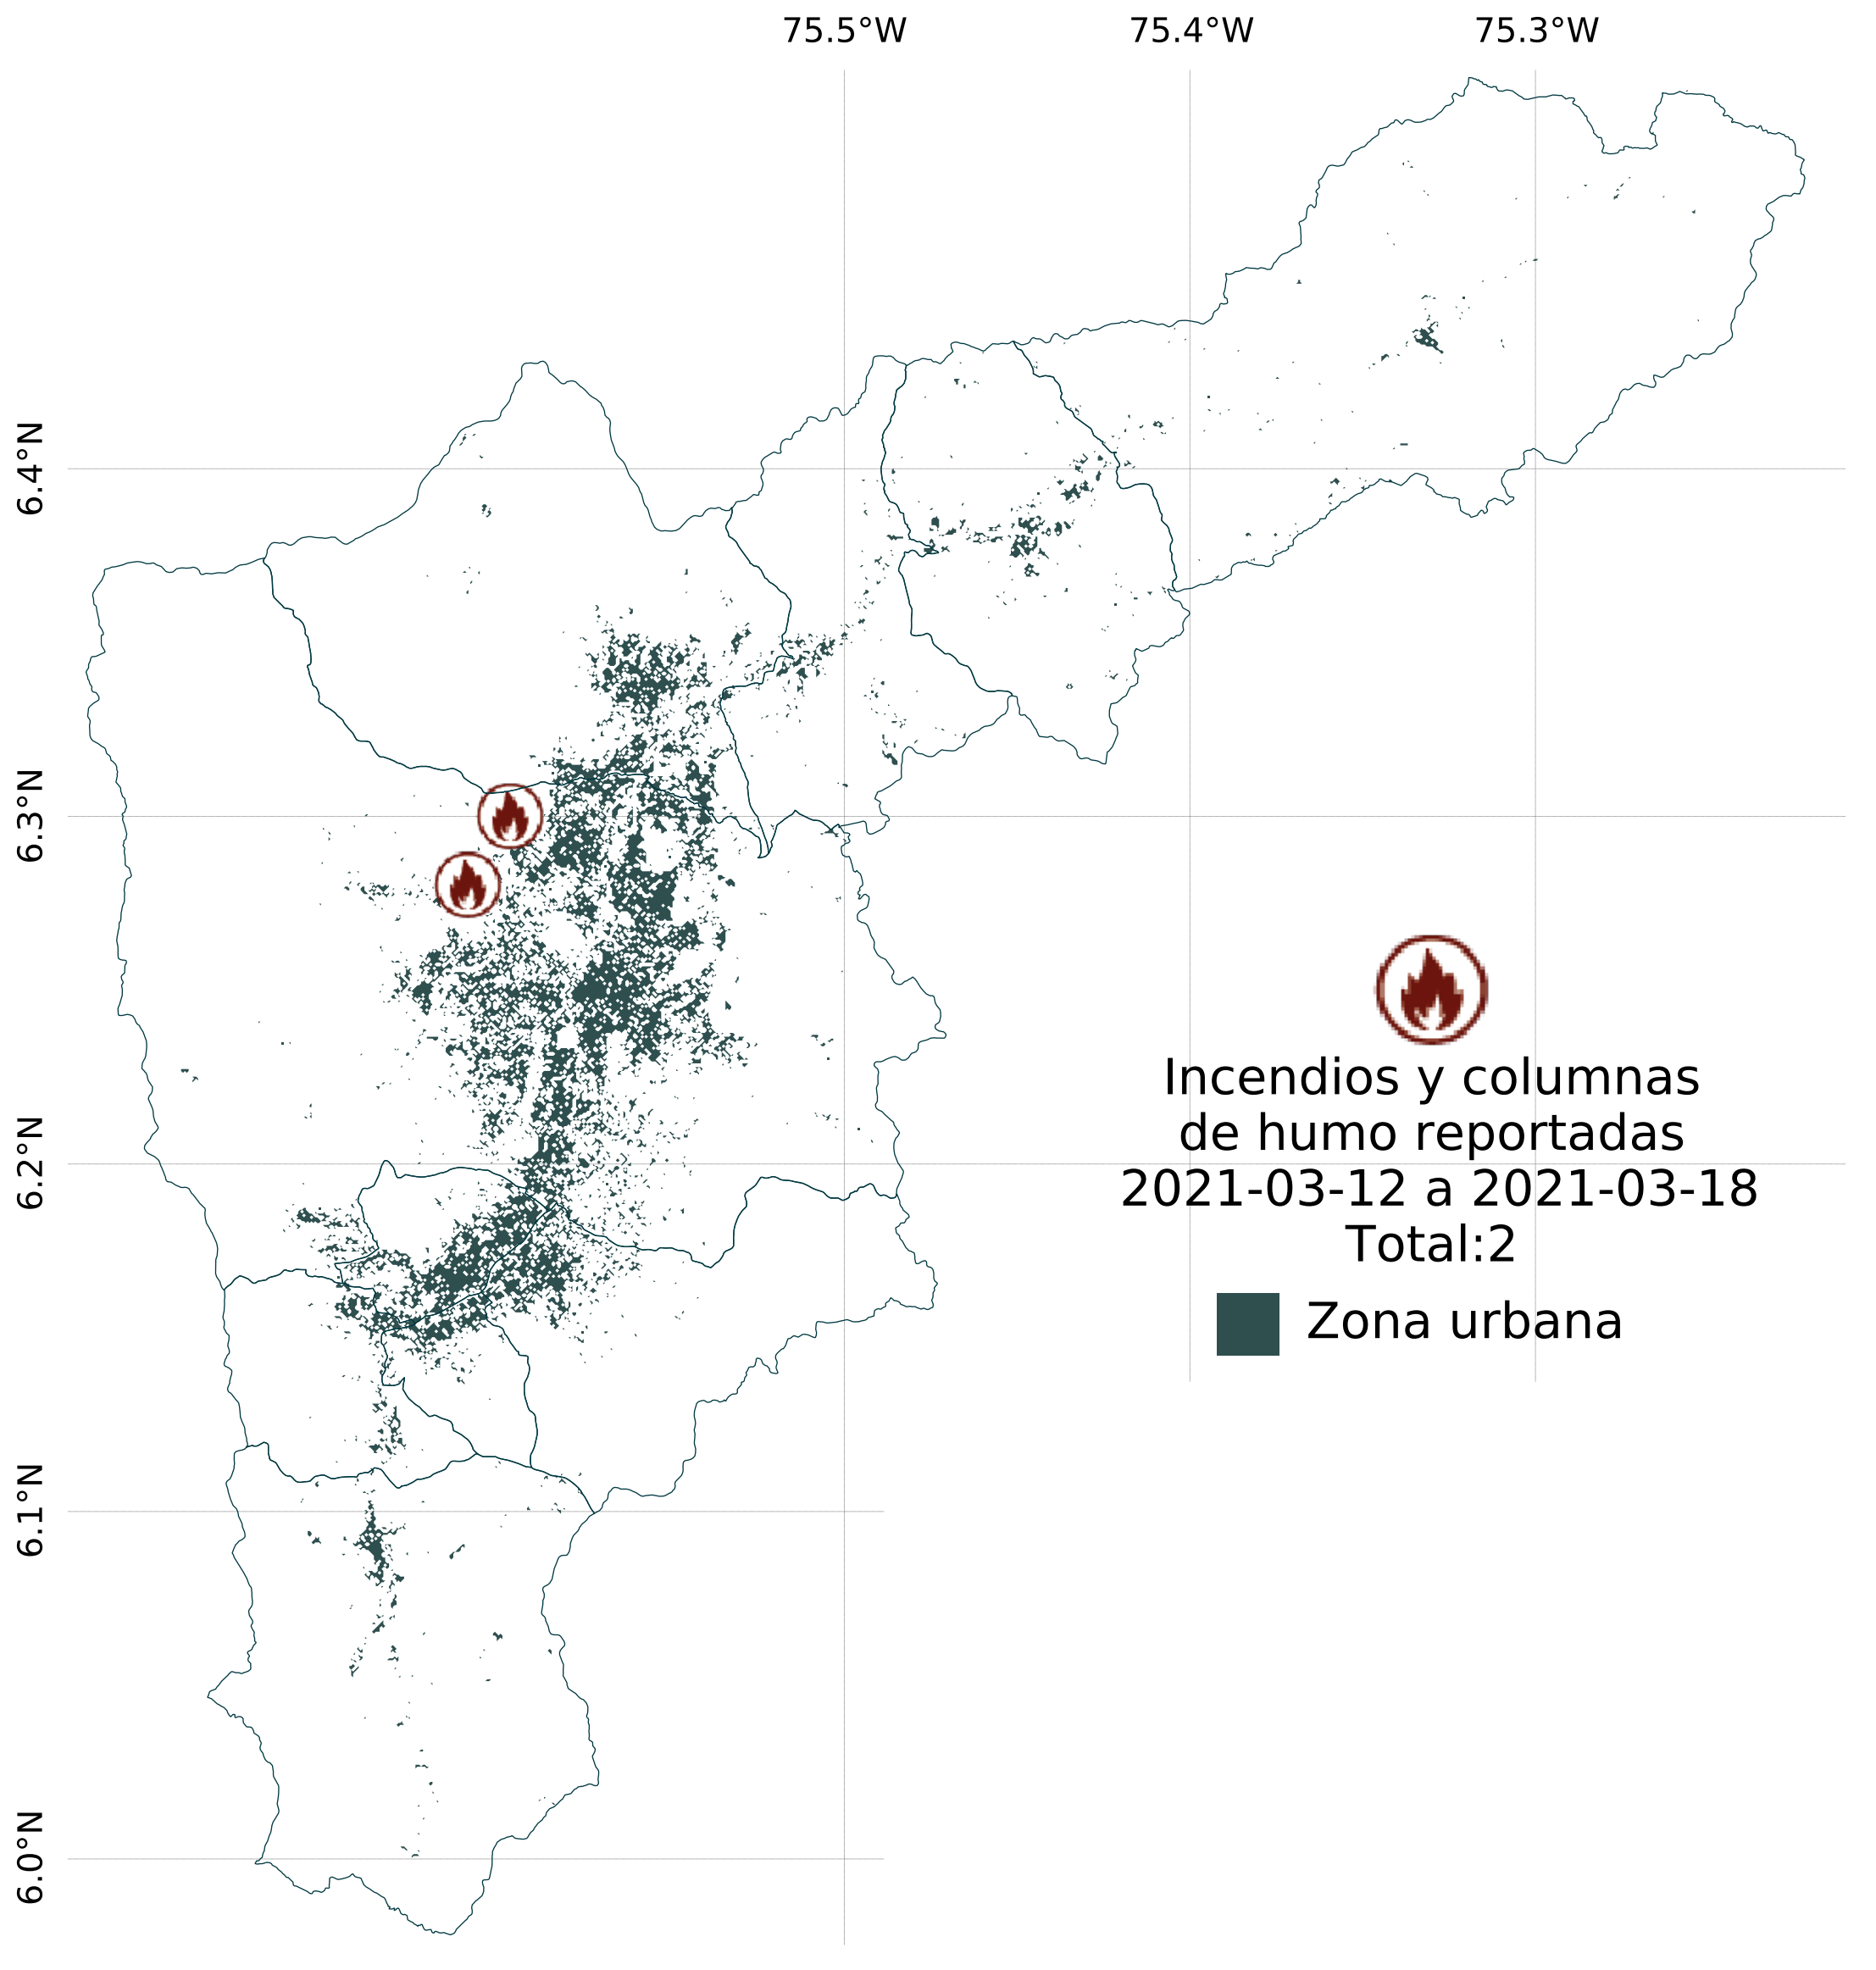 75.5°W 75.4°W 75.3°W
6.4°N
6.3°N
6.2°N
6.1°N
6.0°N
Incendios y columnas
de humo reportadas
2021-03-12 a 2021-03-18
Total:2
Zona urbana